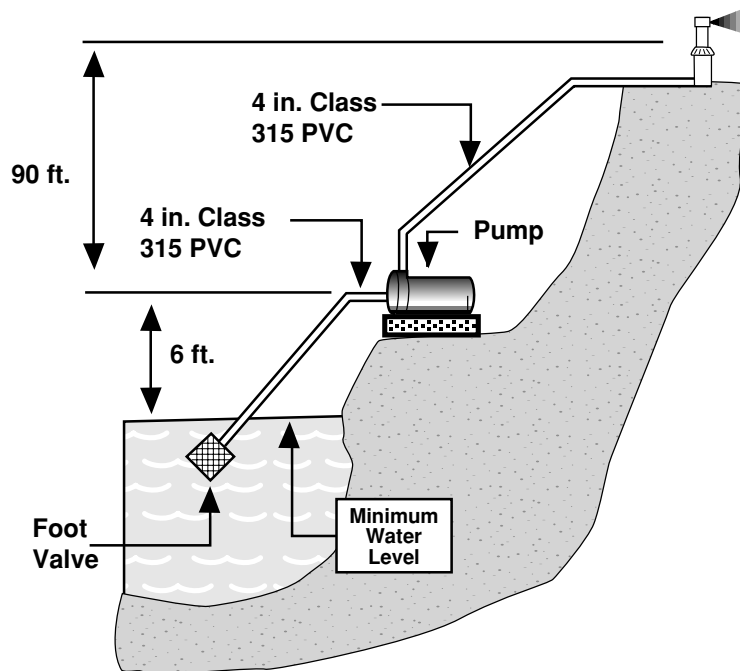 4 in. Class
315 PVC
90 ft.
4 in. Class
315 PVC
Pump
6 ft.
Foot
Valve
Minimum
Water
Level